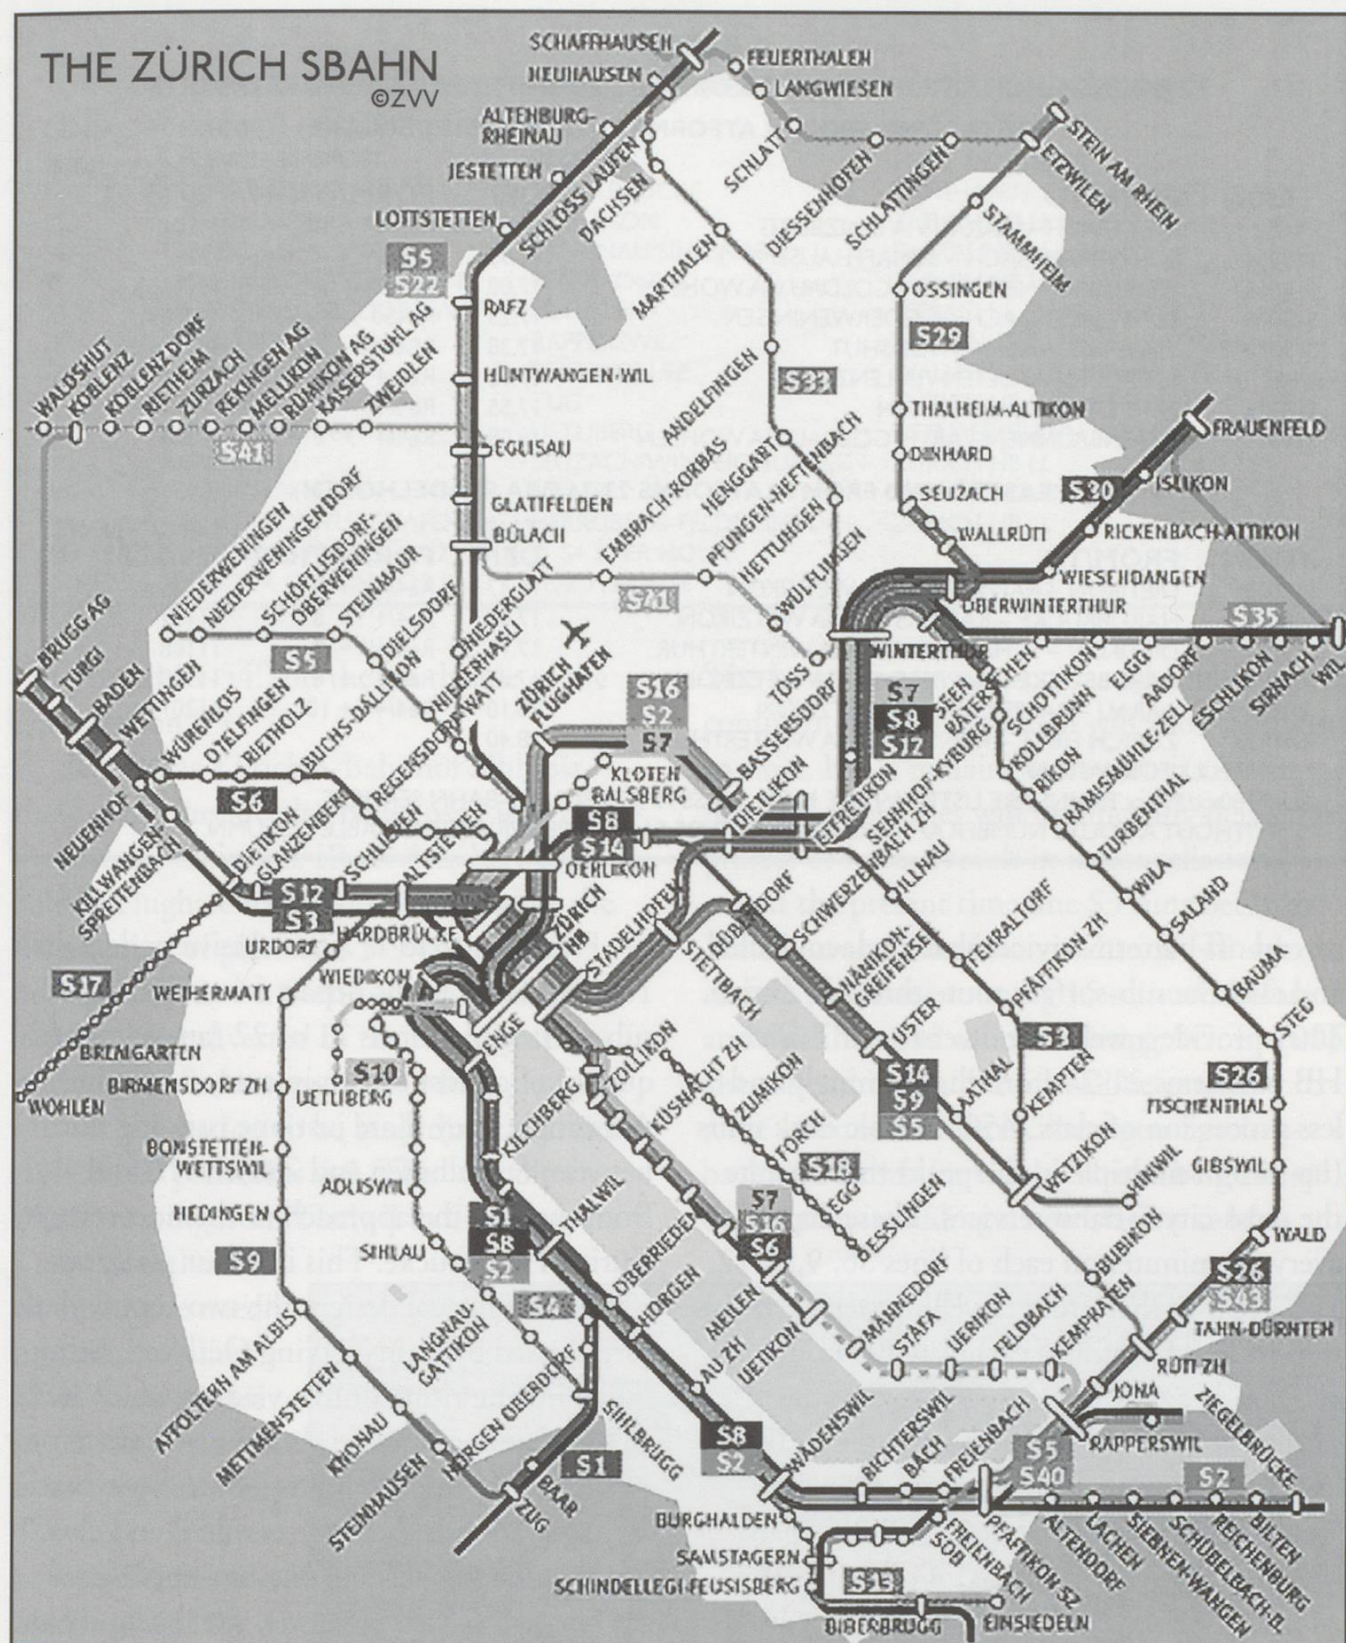 THE ZÜRICH SBAHN
©ZVV
SCHAFFHAUSEN
NEUHAUSEN
FEUERTHALEN
LANGWIESEN
ALTENBURG-
RHEINAU
JESTETTEN
LOTTSTETTEN
SCHLOSS LAUFEN
DACHSEN
MARTHALEN
SCHLATT
DIESSENHOFEN
SCHLATTINGEN
ETZWILEN
STEIN AM RHEIN
STAMMHEIM
OSSINGEN
S29
THALHEIM-ALTIKON
DINHARD
SEUZACH
WALLRÜTI
S5
S22
RAFZ
HÜNTWANGEN-WIL
EGLISAU
GLATTFELDEN
BÜLACH
WALDSHUT
KOBLENZ
KOBLENZ DORF
RIETHEIM
ZURZACH
REKINGEN AG
MELLIKON
RÜMIKON AG
KAISERSTUHL AG
ZWEIDLEN
S41
ANDELFINGEN
S33
HENGGART
HETTLINGEN
EMBRACH-RORBAS
PFUNGEN-NEFTENBACH
WÜLFLINGEN
TÖSS
S41
FRAUENFELD
ISLIKON
S30
RICKENBACH-ATTIKON
WIESENDANGEN
OBERWINTERTHUR
WINTERTHUR
S35
NIEDERWENINGEN
NIEDERWENINGEN DORF
SCHÖFFLISDORF-
OBERWENINGEN
STEINMAUR
DIELSDORF
NIEDERHASLI
NIEDERGLATT
S5
BRUGG AG
TURGI
BADEN
WETTINGEN
WÜRENLOS
OTELFINGEN
BUCHS-DÄLLIKON
REGENSDORF-WATT
S6
NEUENHOF
KILLWANGEN-
SPREITENBACH
DIETIKON
GLANZENBERG
SCHLIEREN
ALTSTETTEN
ZÜRICH
FLUGHAFEN
S16
S2
S7
KLOTEN
BALSBERG
BASSERSDORF
DIETLIKON
EFFRETIKON
S8
S14
OERLIKON
S7
S8
S12
SEEN
SENNHOF-KYBURG
SCHOTTIKON
ELGG
AADORF
ESCHLIKON
SIRNACH
WIL
KOLLBRUNN
RIKON
RÄMISMÜHLE-ZELL
TURBENTHAL
WILA
SALAND
BAUMA
STEG
S26
FISCHENTHAL
GIBSWIL
WALD
S26
S43
TANN-DÜRNTEN
RÜTI ZH
S12
S3
HARDBRÜCKE
ZÜRICH
HB
STADELHOFEN
STETTBACH
DÜBENDORF
SCHWERZENBACH ZH
NÄNIKON-
GREIFENSEE
USTER
ILLNAU
FEHRALTORF
PFÄFFIKON ZH
S3
KEMPTEN
AATHAL
WETZIKON
HINWIL
BUBIKON
S14
S9
S5
S17
URDORF
WEIHERMATT
BREMGARTEN
WOHLEN
BIRMENSDORF ZH
BONSTETTEN-
WETTSWIL
HEDINGEN
S9
AFFOLTERN AM ALBIS
METTMENSTETTEN
KNONAU
STEINHAUSEN
ZUG
BAAR
WIEDIKON
ENGE
S10
UETLIBERG
ADLISWIL
SIHLAU
LANGNAU-
GATTIKON
S4
SIHLBRUGG
S1
KILCHBERG
THALWIL
S1
S8
S2
OBERRIEDEN
HORGEN
HORGEN OBERDORF
AU ZH
WÄDENSWIL
S8
S2
ZOLLIKON
KÜSNACHT ZH
ZUMIKON
FORCH
S18
EGG
ESSLINGEN
S7
S16
S6
MEILEN
UETIKON
MÄNNEDORF
STÄFA
UERIKON
FELDBACH
KEMPRATEN
JONA
RAPPERSWIL
S5
S40
RICHTERSWIL
BÄCH
FREIENBACH
PFÄFFIKON SZ
FREIENBACH
SOB
BURGHALDEN
SAMSTAGERN
SCHINDELLEGI-FEUSISBERG
S13
BIBERBRUGG
EINSIEDELN
ALTENDORF
LACHEN
SIEBNEN-WANGEN
SCHÜBELBACH-B.
REICHENBURG
BILTEN
ZIEGELBRÜCKE
S2